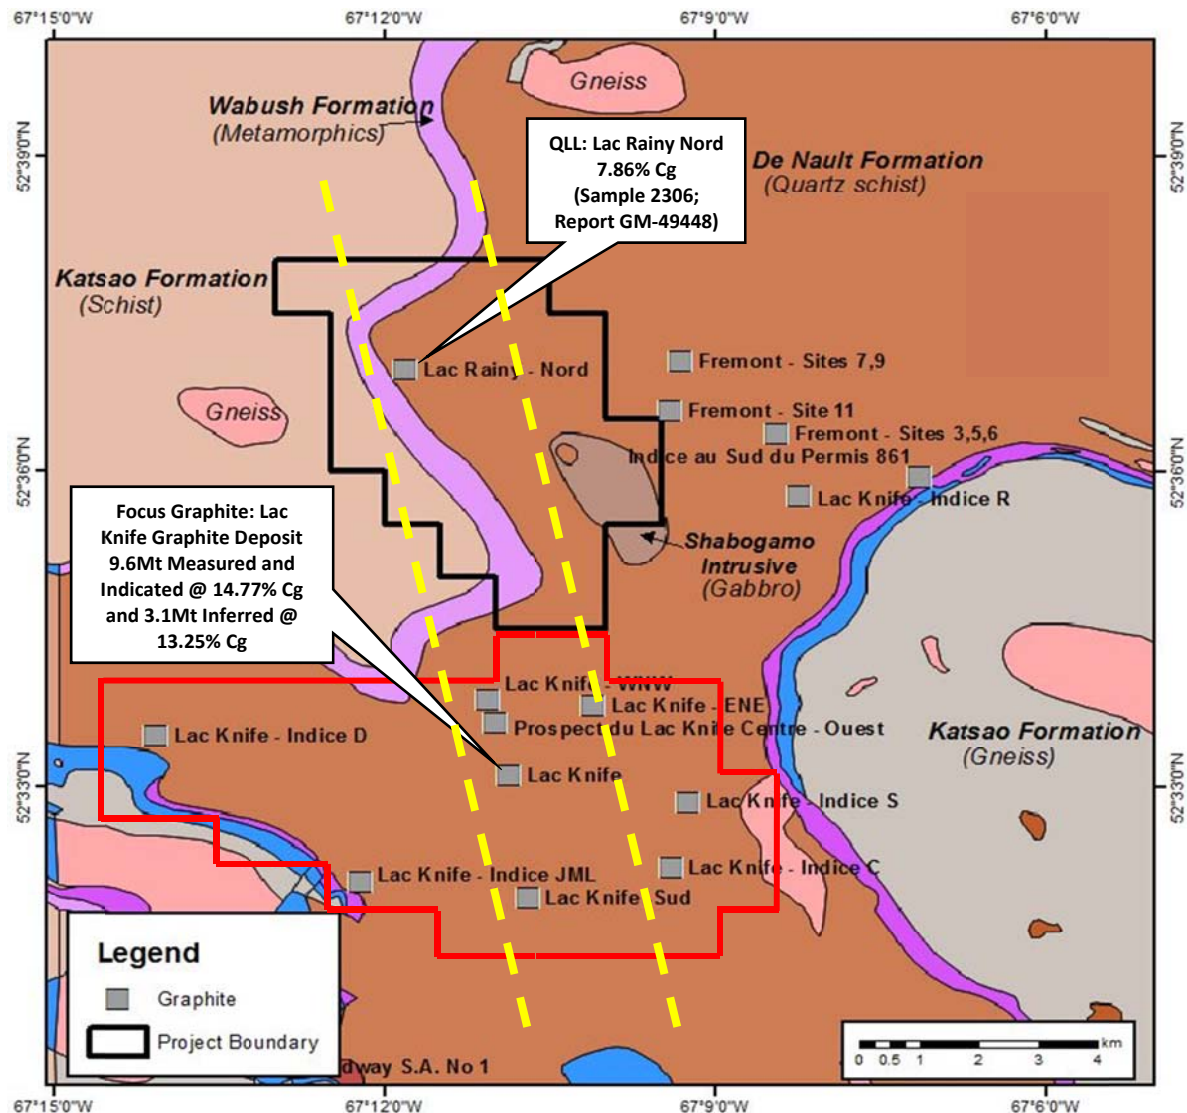 67°15'0"W
67°12'0"W
67°9'0"W
67°6'0"W
52°39'0"N
52°36'0"N
52°33'0"N
52°39'0"N
52°36'0"N
52°33'0"N
Gneiss
Wabush Formation
(Metamorphics)
QLL: Lac Rainy Nord
7.86% Cg
(Sample 2306;
Report GM-49448)
De Nault Formation
(Quartz schist)
Katsao Formation
(Schist)
Lac Rainy - Nord
Fremont - Sites 7,9
Gneiss
Fremont - Site 11
Fremont - Sites 3,5,6
Indice au Sud du Permis 861
Lac Knife - Indice R
Focus Graphite: Lac
Knife Graphite Deposit
9.6Mt Measured and
Indicated @ 14.77% Cg
and 3.1Mt Inferred @
13.25% Cg
Shabogamo
Intrusive
(Gabbro)
Lac Knife - WNW
Lac Knife - ENE
Prospect du Lac Knife Centre - Ouest
Lac Knife - Indice D
Katsao Formation
(Gneiss)
Lac Knife
Lac Knife - Indice S
Lac Knife - Indice C
Lac Knife - Indice JML
Lac Knife - Sud
Legend
Graphite
Project Boundary
dway S.A. No 1
km
0 0.5 1 2 3 4
67°15'0"W
67°12'0"W
67°9'0"W
67°6'0"W